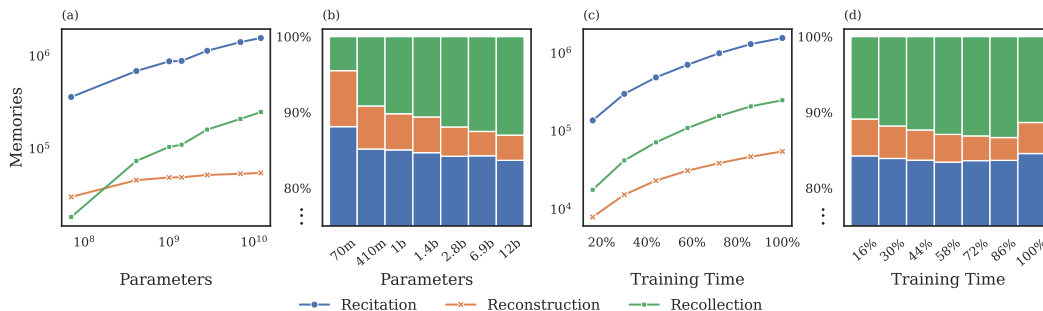 (a)
(b)
(c)
(d)
Memories
10^6
10^5
10^8
10^9
10^10
Parameters
100%
90%
80%
⋮
70m
410m
1b
1.4b
2.8b
6.9b
12b
Parameters
10^6
10^5
10^4
20%
40%
60%
80%
100%
Training Time
100%
90%
80%
⋮
16%
30%
44%
58%
72%
86%
100%
Training Time
Recitation
Reconstruction
Recollection